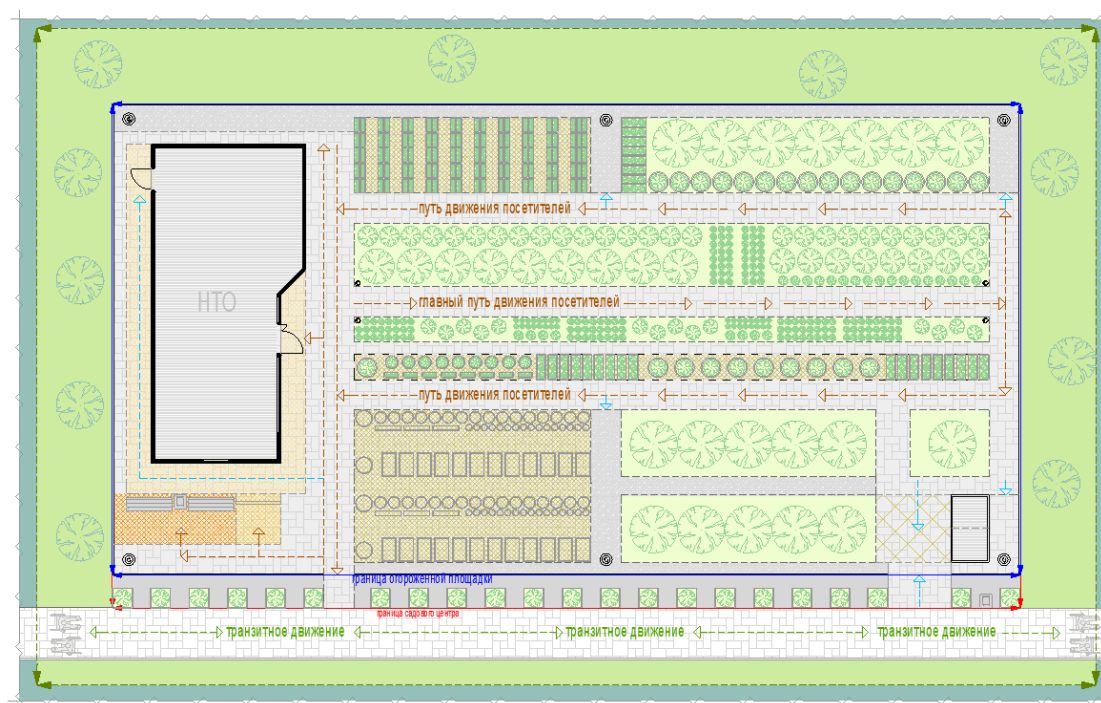 путь движения посетителей
НТО
главный путь движения посетителей
путь движения посетителей
граница огороженной площадки
граница садового центра
транзитное движение
транзитное движение
транзитное движение